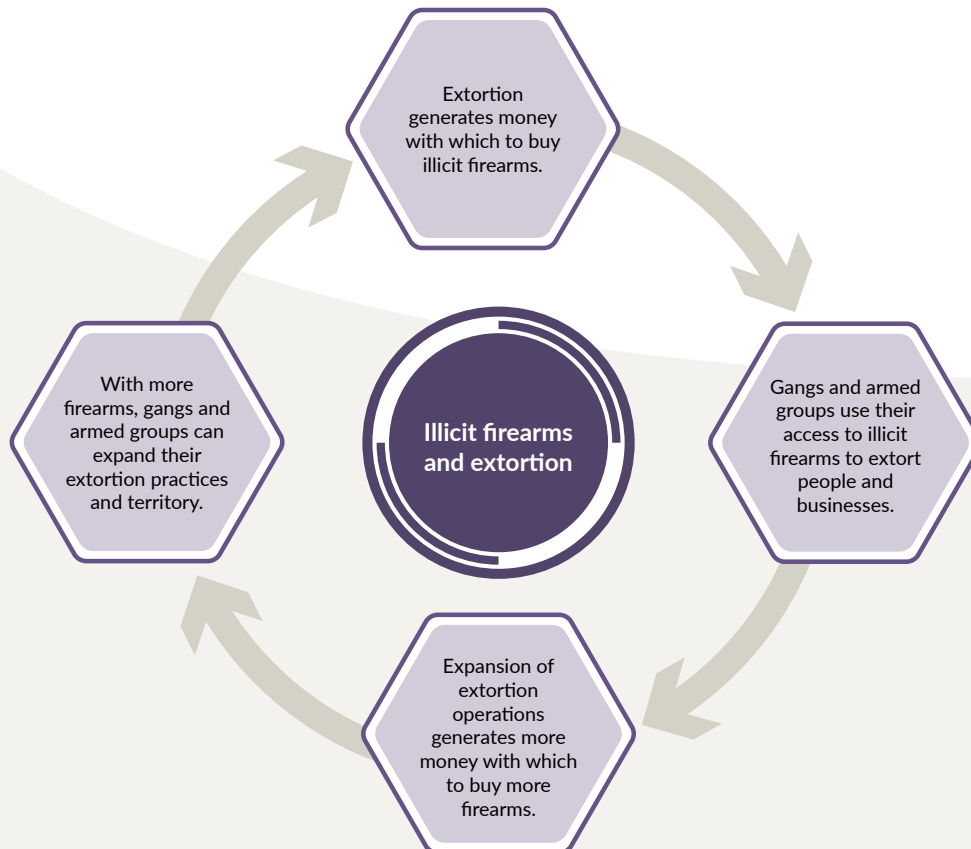 Extortion
generates money
with which to buy
illicit firearms.
Gangs and armed
groups use their
access to illicit
firearms to extort
people and
businesses.
Expansion of
extortion
operations
generates more
money with which
to buy more
firearms.
With more
firearms, gangs and
armed groups can
expand their
extortion practices
and territory.
Illicit firearms
and extortion